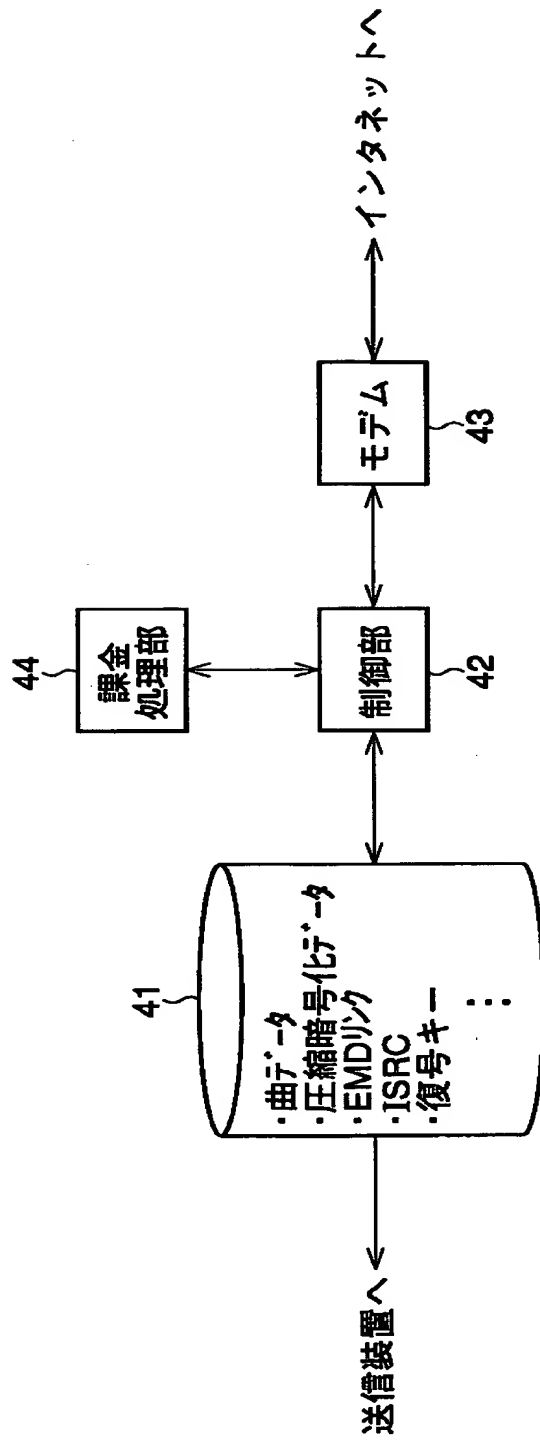 44
課金
処理部
41
・曲ﾃﾞｰﾀ
・圧縮暗号化ﾃﾞｰﾀ
・EMDﾘﾝｸ
・ISRC
・復号キー
⋮
送信装置へ
制御部
42
モデム
43
インタネットへ